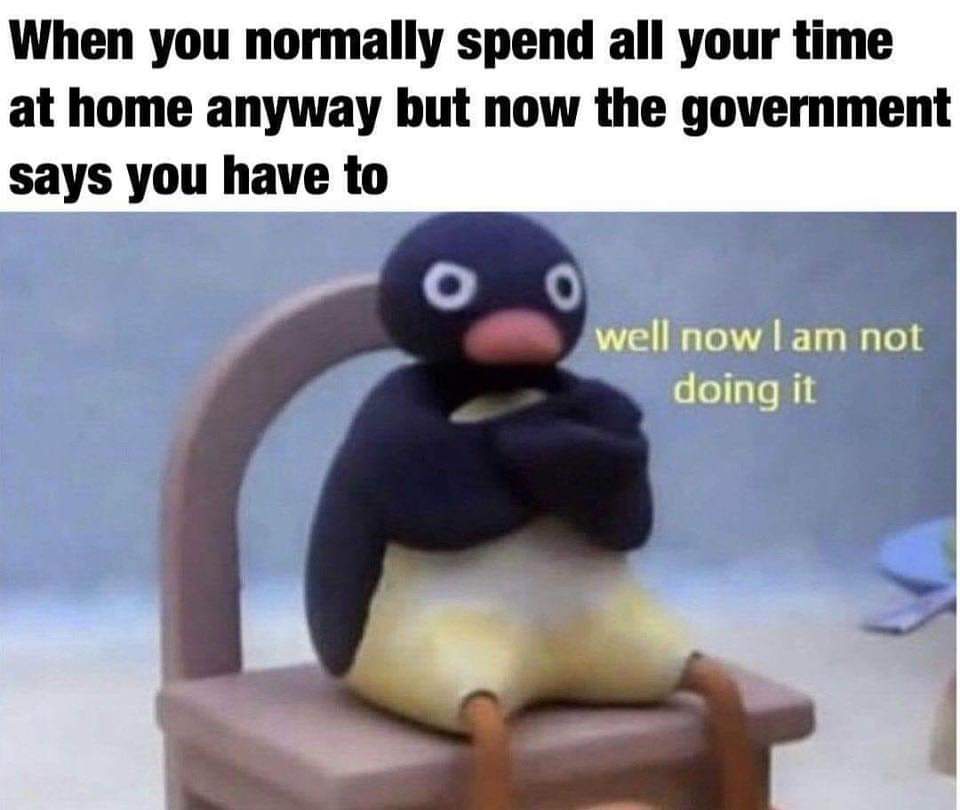 When you normally spend all your time
at home anyway but now the government
says you have to
well now I am not
doing it